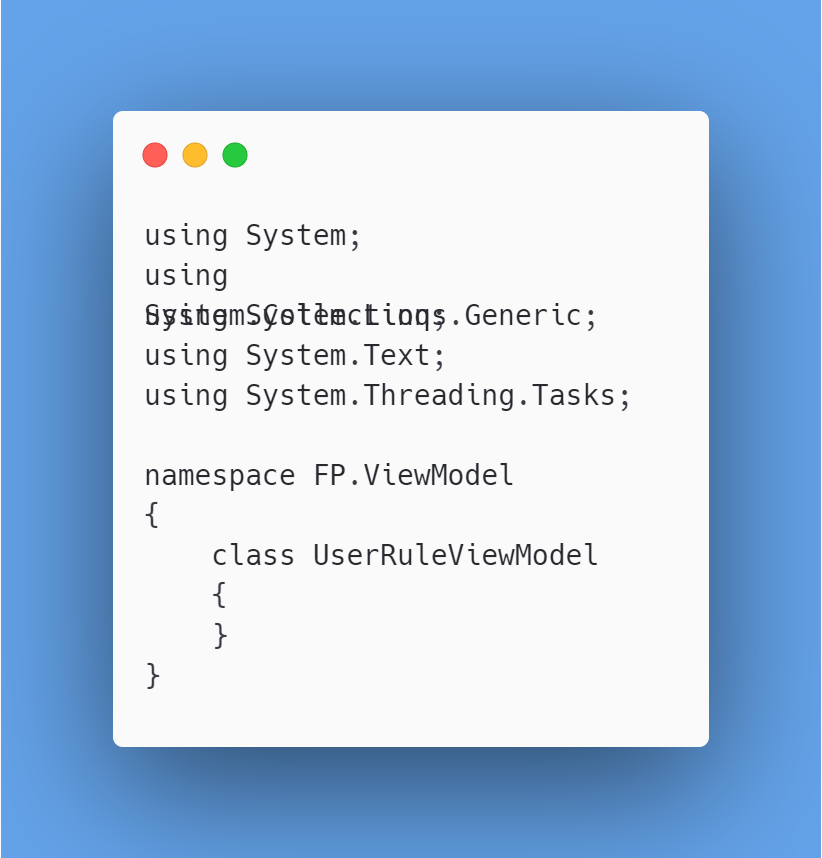 using System;
using
System.Collections.Generic;
using System.Linq;
using System.Text;
using System.Threading.Tasks;
namespace FP.ViewModel
{
class UserRuleViewModel
{
}
}